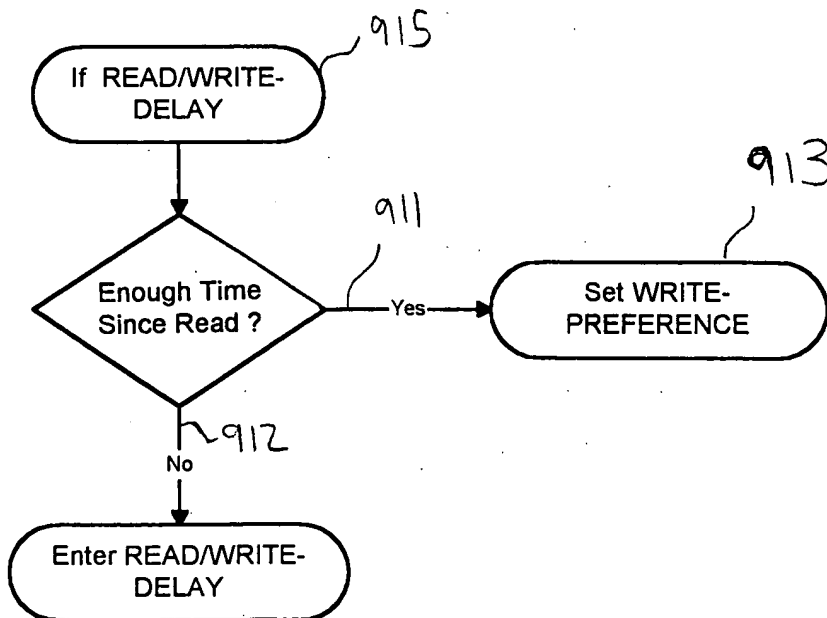 915
If READ/WRITE-
DELAY
913
911
Enough Time
Since Read ?
Yes
Set WRITE-
PREFERENCE
912
No
Enter READ/WRITE-
DELAY